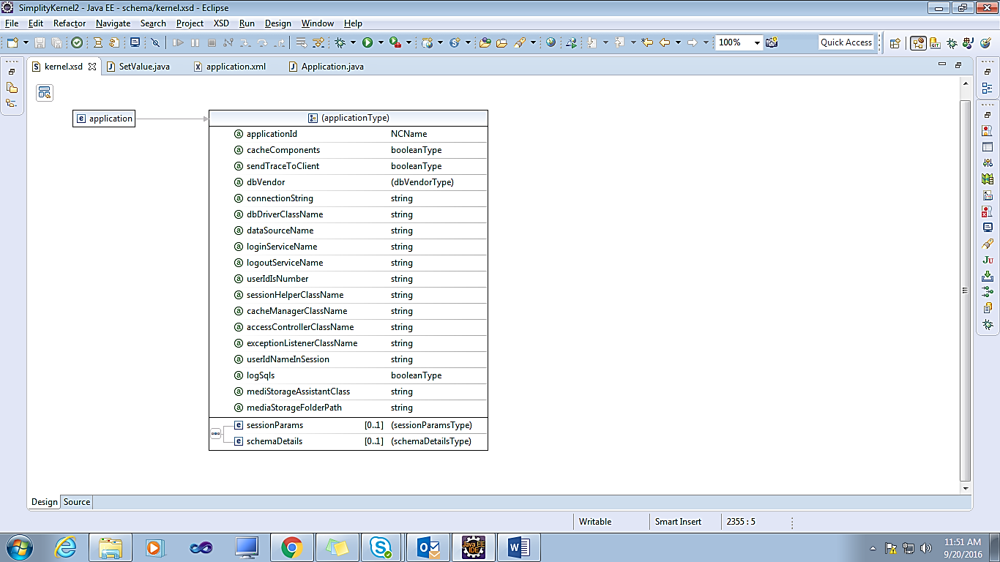 SimplityKernel2 - Java EE - schema/kernel.xsd - Eclipse
File Edit Refactor Navigate Search Project XSD Run Design Window Help
100% Quick Access
kernel.xsd SetValue.java application.xml Application.java
e application (applicationType)
a applicationId NCName
a cacheComponents booleanType
a sendTraceToClient booleanType
a dbVendor (dbVendorType)
a connectionString string
a dbDriverClassName string
a dataSourceName string
a loginServiceName string
a logoutServiceName string
a userIdIsNumber string
a sessionHelperClassName string
a cacheManagerClassName string
a accessControllerClassName string
a exceptionListenerClassName string
a userIdNameInSession string
a logSqls booleanType
a mediStorageAssistantClass string
a mediaStorageFolderPath string
e sessionParams [0..1] (sessionParamsType)
e schemaDetails [0..1] (schemaDetailsType)
Design Source
Writable Smart Insert 2355 : 5
11:51 AM
9/20/2016